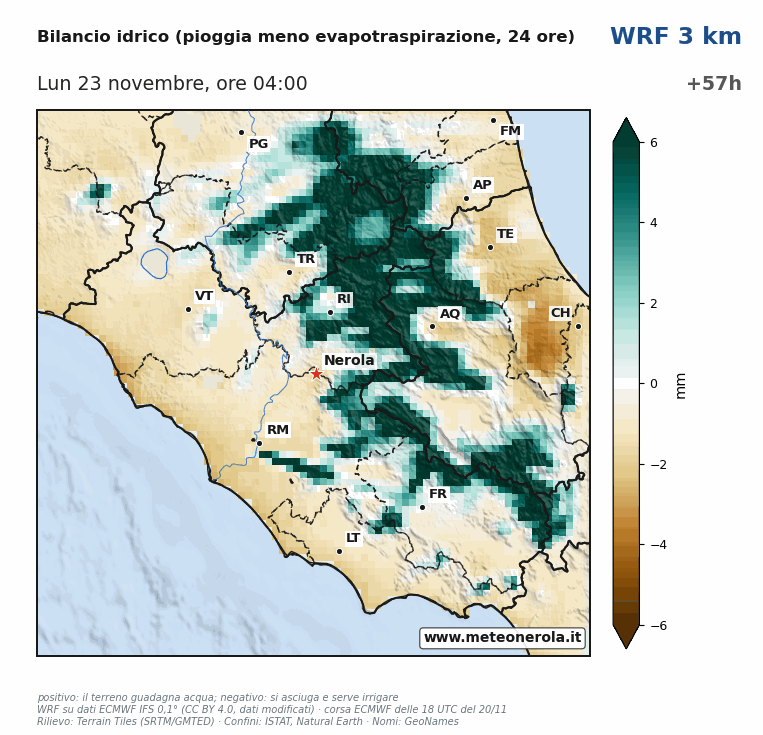 Bilancio idrico (pioggia meno evapotraspirazione, 24 ore)
WRF 3 km
Lun 23 novembre, ore 04:00
+57h
PG
FM
AP
TE
TR
VT
RI
AQ
CH
Nerola
RM
FR
LT
6
4
2
0
−2
−4
−6
mm
www.meteonerola.it
positivo: il terreno guadagna acqua; negativo: si asciuga e serve irrigare
WRF su dati ECMWF IFS 0,1° (CC BY 4.0, dati modificati) · corsa ECMWF delle 18 UTC del 20/11
Rilievo: Terrain Tiles (SRTM/GMTED) · Confini: ISTAT, Natural Earth · Nomi: GeoNames